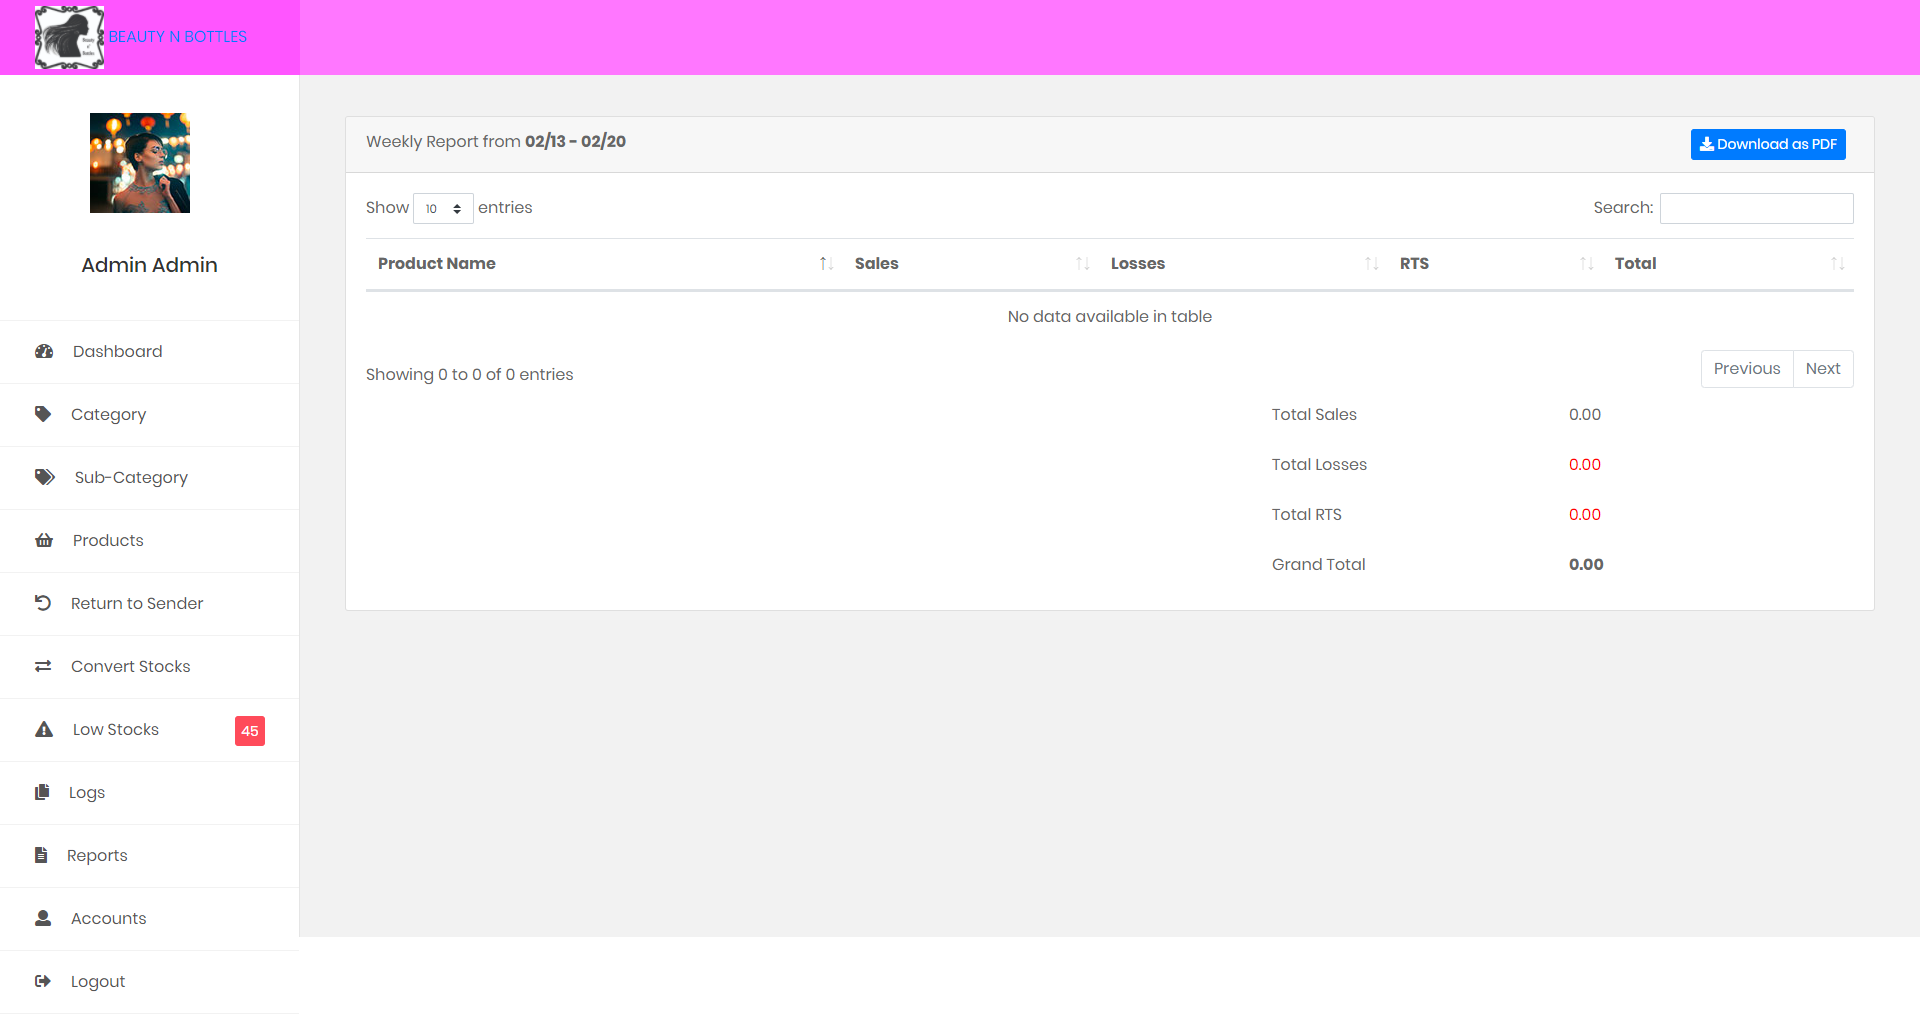 BEAUTY N BOTTLES
Admin Admin
Dashboard
Category
Sub-Category
Products
Return to Sender
Convert Stocks
Low Stocks 45
Logs
Reports
Accounts
Logout
Weekly Report from 02/13 - 02/20
Download as PDF
Show 10 entries
Search:
Product Name Sales Losses RTS Total
No data available in table
Showing 0 to 0 of 0 entries
Previous Next
Total Sales 0.00
Total Losses 0.00
Total RTS 0.00
Grand Total 0.00